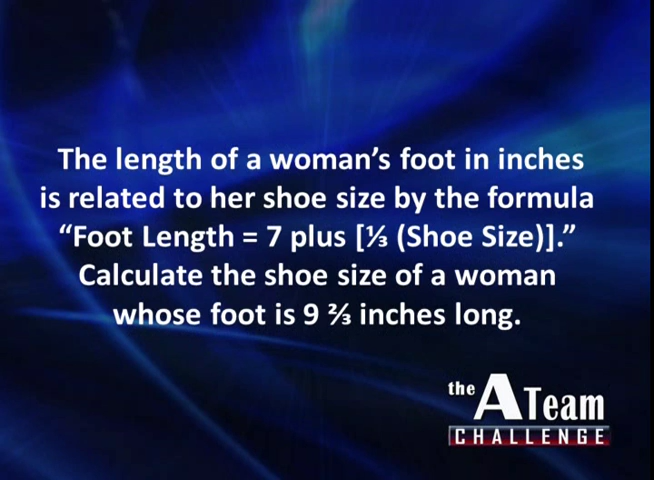 The length of a woman’s foot in inches
is related to her shoe size by the formula
“Foot Length = 7 plus [⅓ (Shoe Size)].”
Calculate the shoe size of a woman
whose foot is 9 ⅔ inches long.
the A Team
CHALLENGE